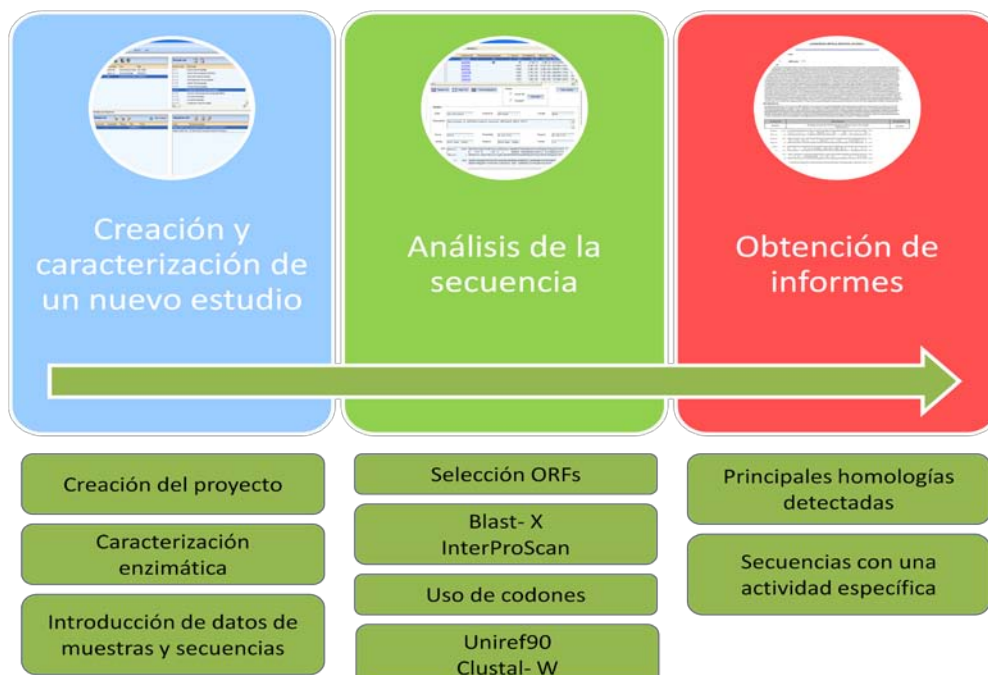 Creación y
caracterización de
un nuevo estudio
Análisis de la
secuencia
Obtención de
informes
Creación del proyecto
Caracterización
enzimática
Introducción de datos de
muestras y secuencias
Selección ORFs
Blast- X
InterProScan
Uso de codones
Uniref90
Clustal- W
Principales homologías
detectadas
Secuencias con una
actividad específica